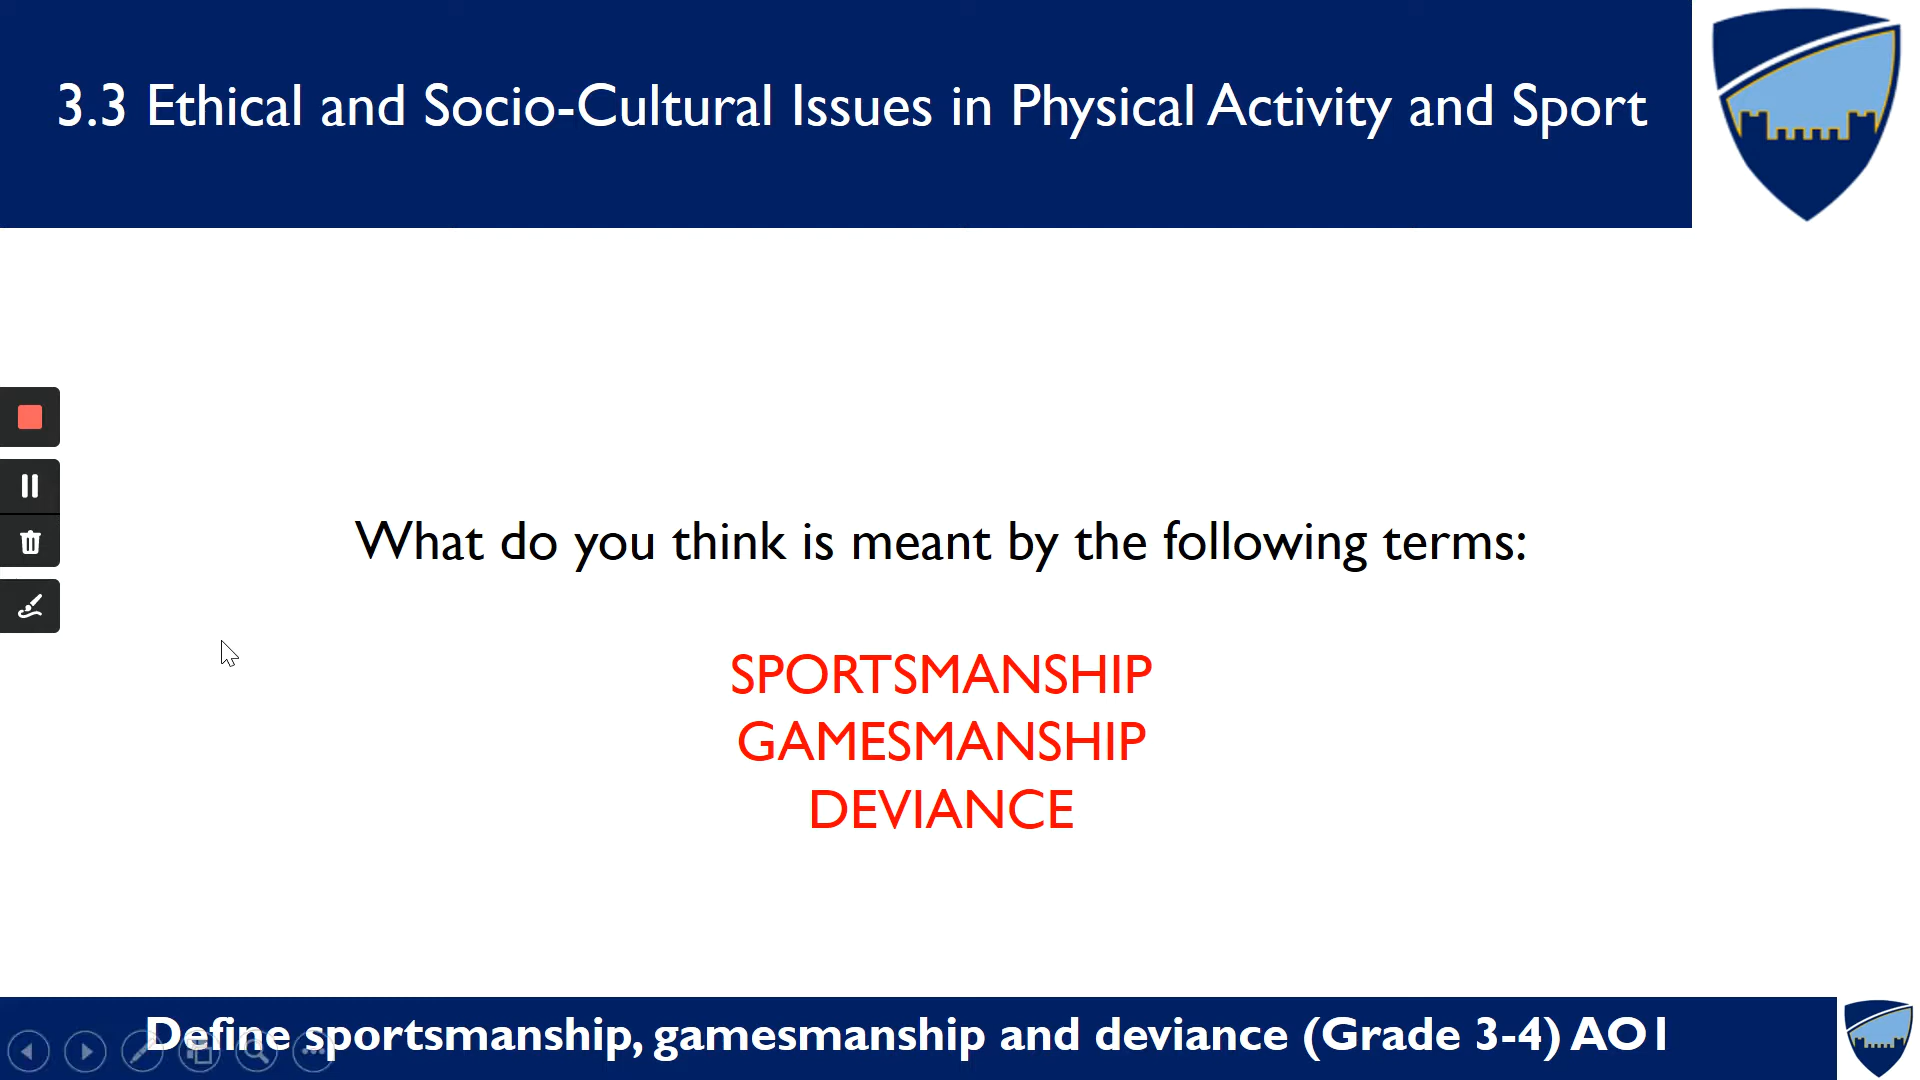 3.3 Ethical and Socio-Cultural Issues in Physical Activity and Sport
What do you think is meant by the following terms:
SPORTSMANSHIP
GAMESMANSHIP
DEVIANCE
Define sportsmanship, gamesmanship and deviance (Grade 3-4) AO1